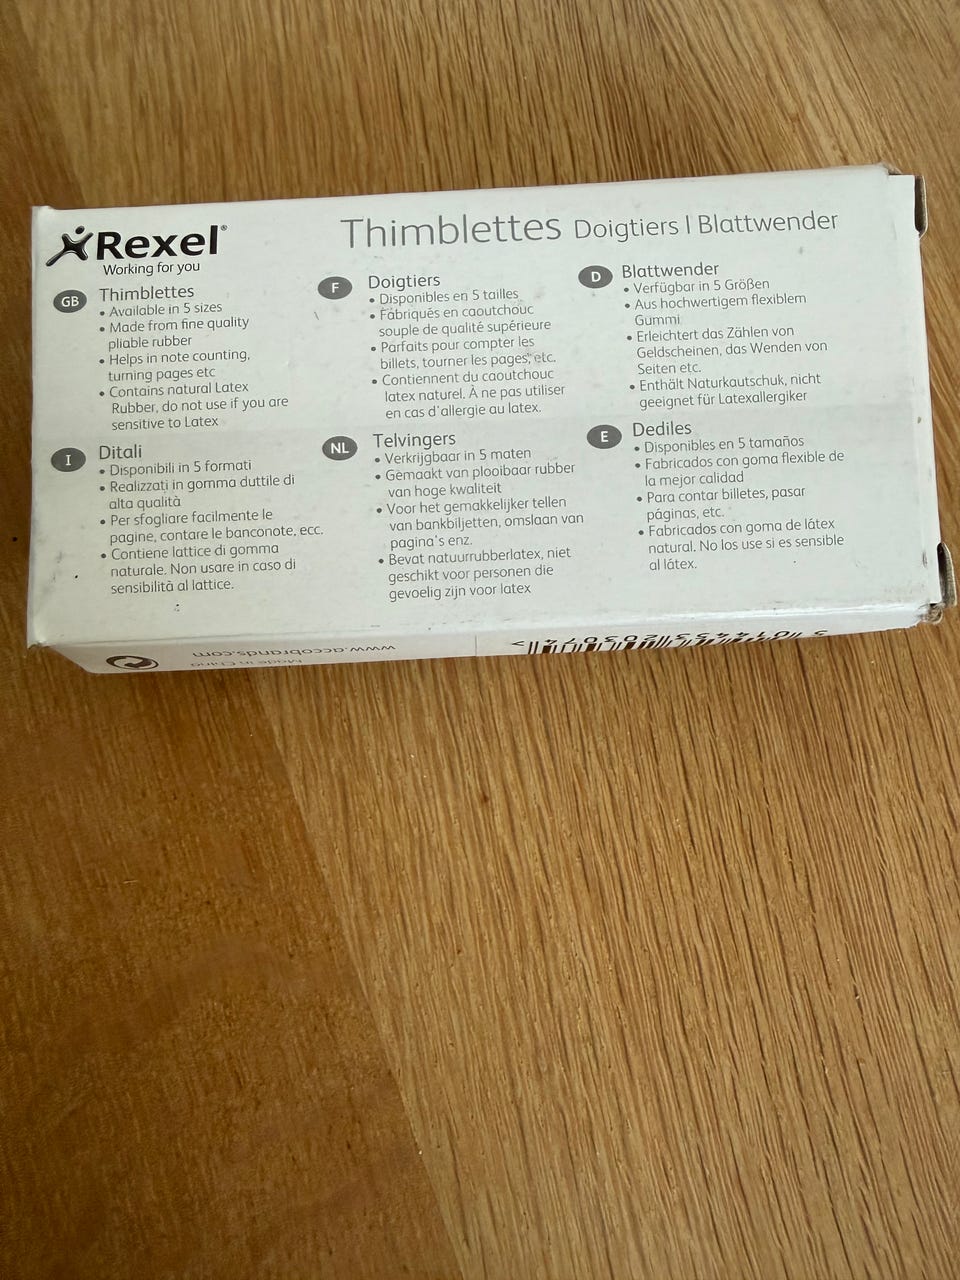 Rexel®
Working for you
Thimblettes Doigtiers | Blattwender
GB
Thimblettes
• Available in 5 sizes
• Made from fine quality
pliable rubber
• Helps in note counting,
turning pages etc
• Contains natural Latex
Rubber, do not use if you are
sensitive to Latex
F
Doigtiers
• Disponibles en 5 tailles
• Fabriqués en caoutchouc
souple de qualité supérieure
• Parfaits pour compter les
billets, tourner les pages, etc.
• Contiennent du caoutchouc
latex naturel. À ne pas utiliser
en cas d'allergie au latex.
D
Blattwender
• Verfügbar in 5 Größen
• Aus hochwertigem flexiblem
Gummi
• Erleichtert das Zählen von
Geldscheinen, das Wenden von
Seiten etc.
• Enthält Naturkautschuk, nicht
geeignet für Latexallergiker
I
Ditali
• Disponibili in 5 formati
• Realizzati in gomma duttile di
alta qualità
• Per sfogliare facilmente le
pagine, contare le banconote, ecc.
• Contiene lattice di gomma
naturale. Non usare in caso di
sensibilità al lattice.
NL
Telvingers
• Verkrijgbaar in 5 maten
• Gemaakt van plooibaar rubber
van hoge kwaliteit
• Voor het gemakkelijker tellen
van bankbiljetten, omslaan van
pagina's enz.
• Bevat natuurrubberlatex, niet
geschikt voor personen die
gevoelig zijn voor latex
E
Dediles
• Disponibles en 5 tamaños
• Fabricados con goma flexible de
la mejor calidad
• Para contar billetes, pasar
páginas, etc.
• Fabricados con goma de látex
natural. No los use si es sensible
al látex.
www.accobrands.com
Made in China